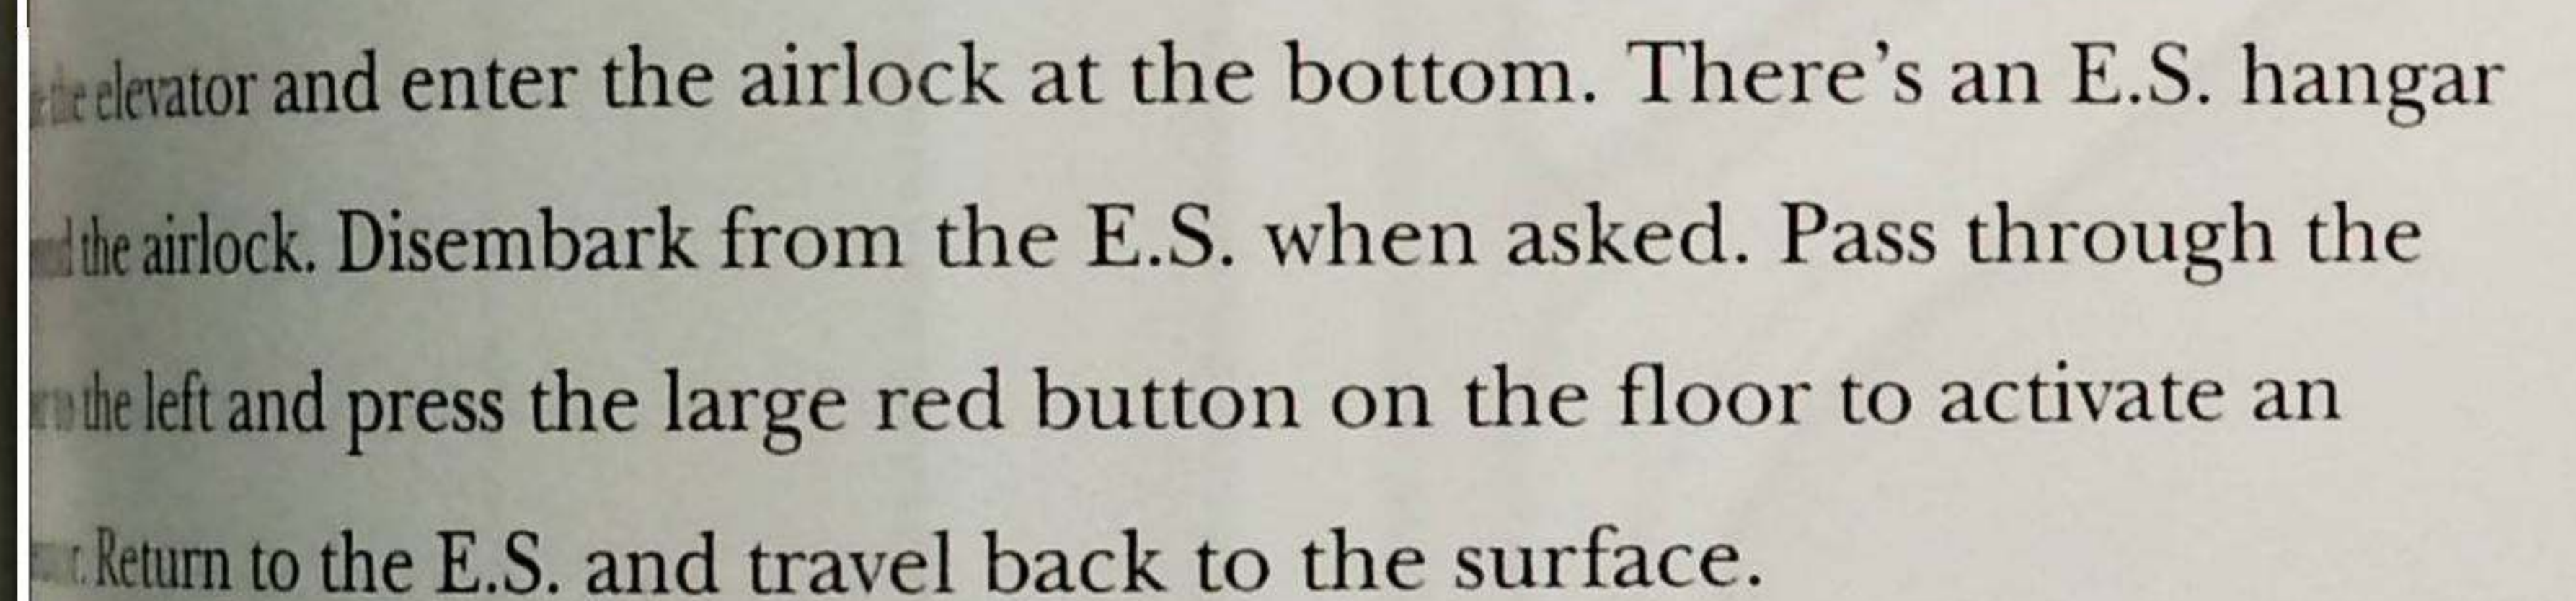 the elevator and enter the airlock at the bottom. There's an E.S. hangar
the airlock. Disembark from the E.S. when asked. Pass through the
the left and press the large red button on the floor to activate an
Return to the E.S. and travel back to the surface.